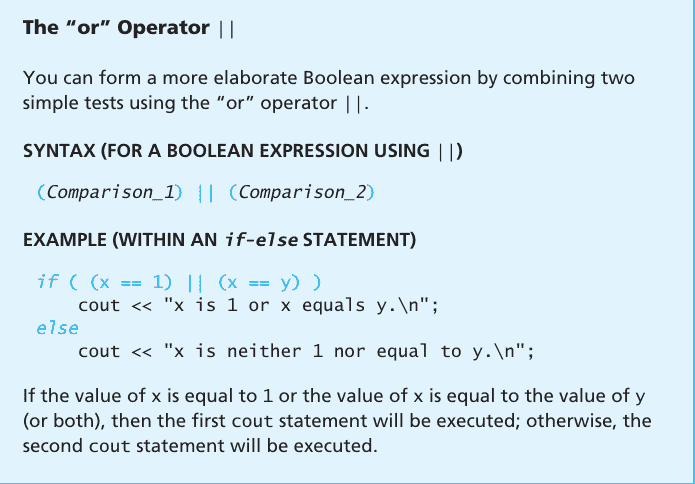 The “or” Operator ||
You can form a more elaborate Boolean expression by combining two
simple tests using the “or” operator ||.
SYNTAX (FOR A BOOLEAN EXPRESSION USING ||)
(Comparison_1) || (Comparison_2)
EXAMPLE (WITHIN AN if-else STATEMENT)
if ( (x == 1) || (x == y) )
    cout << "x is 1 or x equals y.\n";
else
    cout << "x is neither 1 nor equal to y.\n";
If the value of x is equal to 1 or the value of x is equal to the value of y
(or both), then the first cout statement will be executed; otherwise, the
second cout statement will be executed.